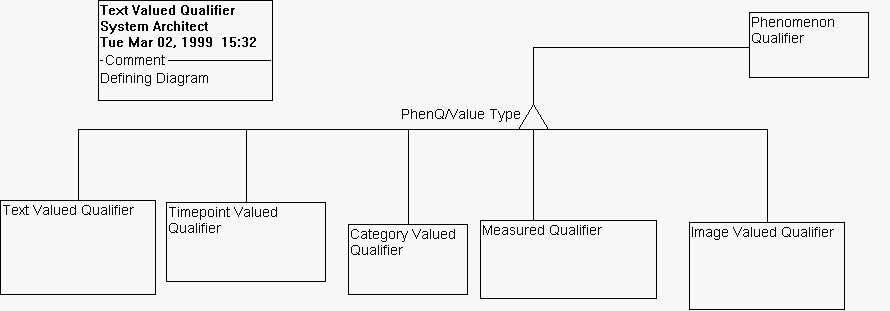 Text Valued Qualifier
System Architect
Tue Mar 02, 1999 15:32
Comment
Defining Diagram
Phenomenon
Qualifier
PhenQ/Value Type
Text Valued Qualifier
Timepoint Valued
Qualifier
Category Valued
Qualifier
Measured Qualifier
Image Valued Qualifier